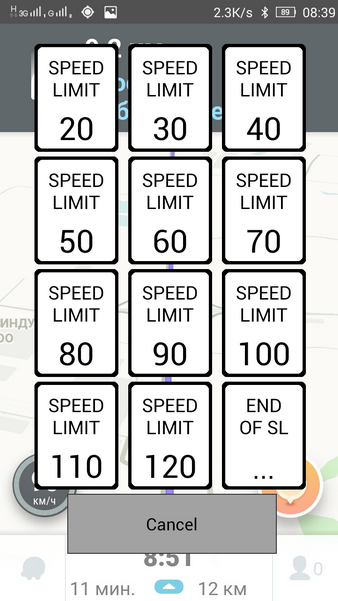 H 3G G 2.3K/s 89 08:39
SPEED LIMIT 20
SPEED LIMIT 30
SPEED LIMIT 40
SPEED LIMIT 50
SPEED LIMIT 60
SPEED LIMIT 70
SPEED LIMIT 80
SPEED LIMIT 90
SPEED LIMIT 100
SPEED LIMIT 110
SPEED LIMIT 120
END OF SL ...
км/ч
Cancel
8:51
11 мин. 12 км
0